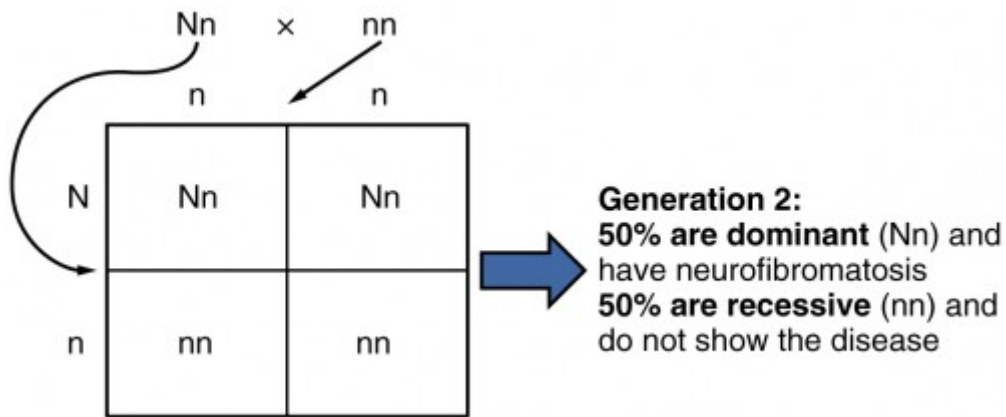 Nn × nn
n n
N Nn Nn
n nn nn
Generation 2:
50% are dominant (Nn) and
have neurofibromatosis
50% are recessive (nn) and
do not show the disease